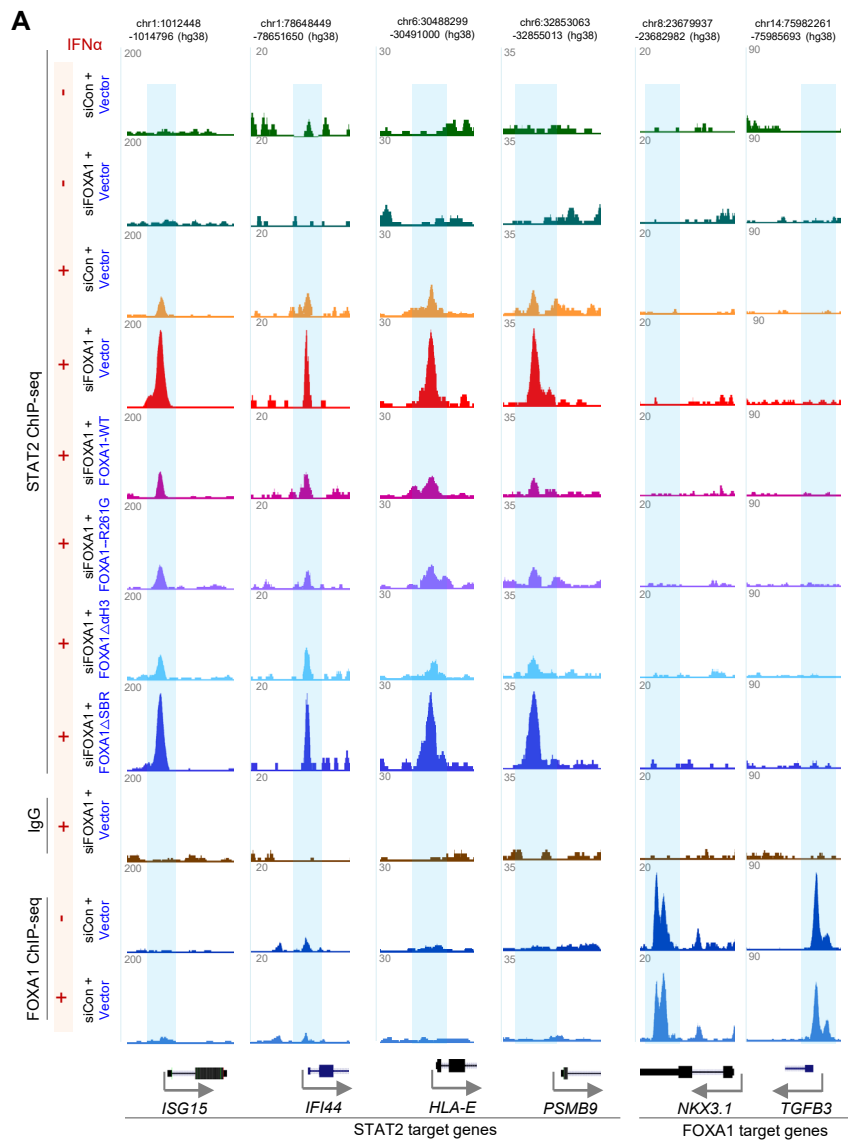 A
IFNα
chr1:1012448
-1014796 (hg38)
chr1:78648449
-78651650 (hg38)
chr6:30488299
-30491000 (hg38)
chr6:32853063
-32855013 (hg38)
chr8:23679937
-23682982 (hg38)
chr14:75982261
-75985693 (hg38)
STAT2 ChIP-seq
-
siCon +
Vector
200
20
30
35
20
90
-
siFOXA1 +
Vector
200
20
30
35
20
90
+
siCon +
Vector
200
20
30
35
20
90
+
siFOXA1 +
Vector
200
20
30
35
20
90
+
siFOXA1 +
FOXA1-WT
200
20
30
35
20
90
+
siFOXA1 +
FOXA1–R261G
200
20
30
35
20
90
+
siFOXA1 +
FOXA1△αH3
200
20
30
35
20
90
+
siFOXA1 +
FOXA1△SBR
200
20
30
35
20
90
IgG
+
siFOXA1 +
Vector
200
20
30
35
20
90
FOXA1 ChIP-seq
-
siCon +
Vector
200
20
30
35
20
90
+
siCon +
Vector
200
20
30
35
20
90
ISG15
IFI44
HLA-E
PSMB9
NKX3.1
TGFB3
STAT2 target genes
FOXA1 target genes